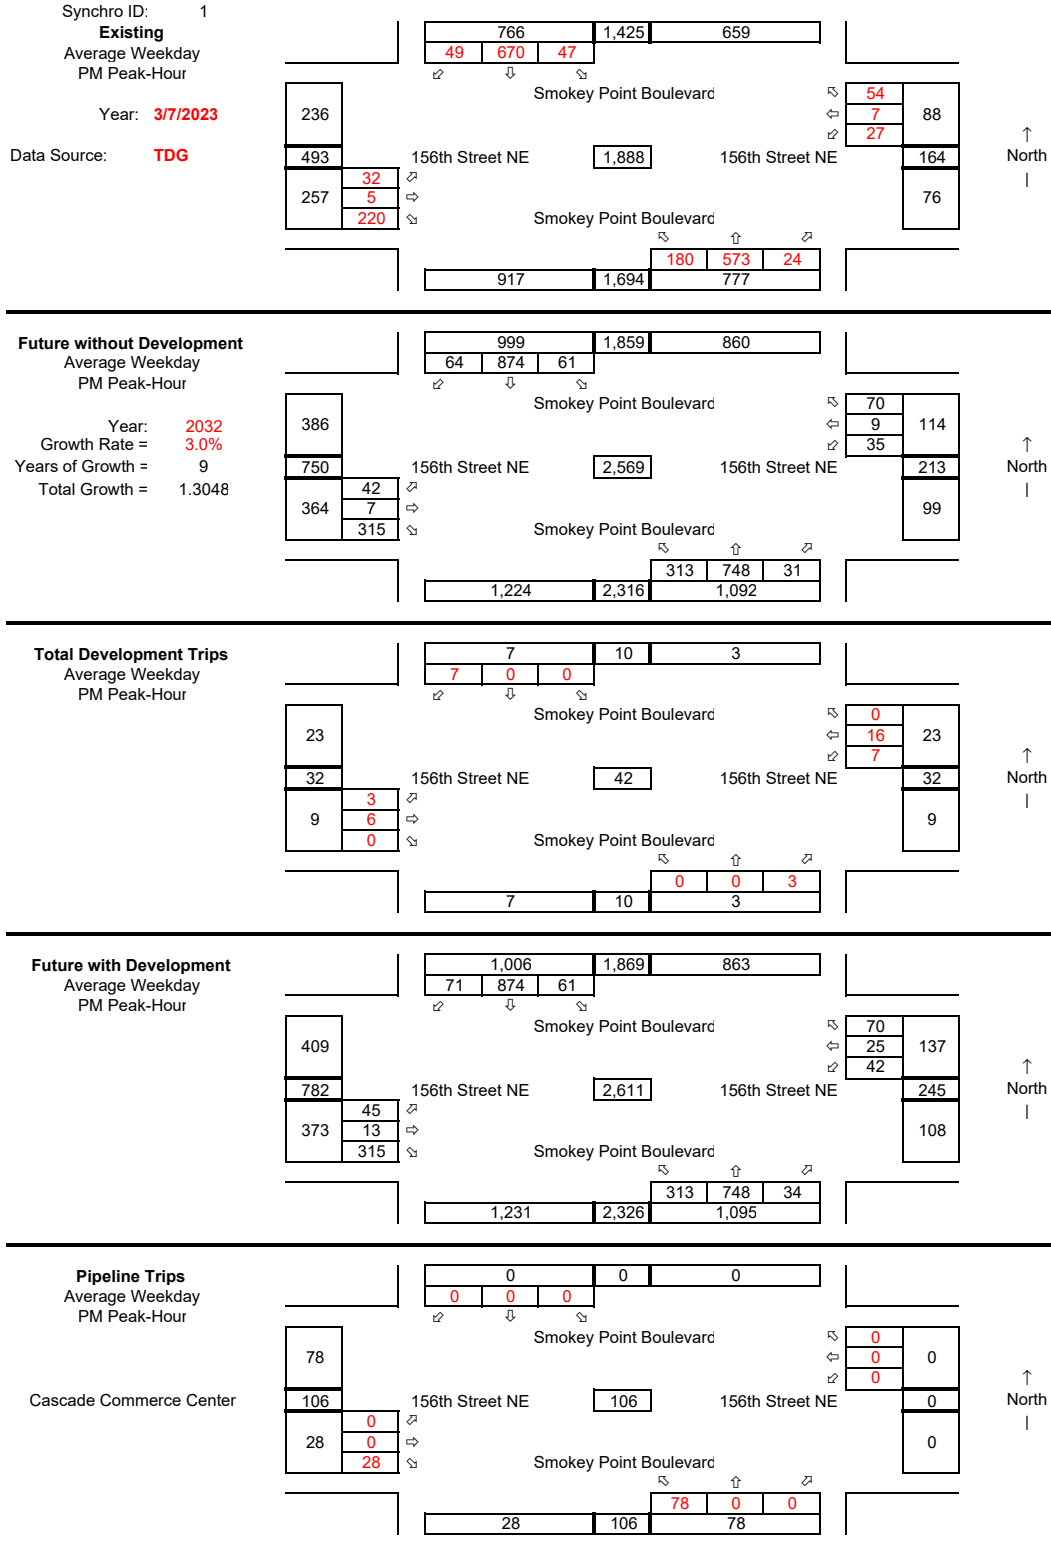 Synchro ID: 1
Existing
Average Weekday
PM Peak-Hour
Year: 3/7/2023
Data Source: TDG
766 1,425 659
49 670 47
⬃ ⇩ ⬂
Smokey Point Boulevard
236
⬁ 54
⇦ 7 88
⬃ 27
↑
493 156th Street NE 1,888 156th Street NE 164 North
|
257
32 ⬀
5 ⇨
220 ⬂
76
Smokey Point Boulevard
⬁ ⇧ ⬀
180 573 24
917 1,694 777
Future without Development
Average Weekday
PM Peak-Hour
Year: 2032
Growth Rate = 3.0%
Years of Growth = 9
Total Growth = 1.3048
999 1,859 860
64 874 61
⬃ ⇩ ⬂
Smokey Point Boulevard
386
⬁ 70
⇦ 9 114
⬃ 35
↑
750 156th Street NE 2,569 156th Street NE 213 North
|
364
42 ⬀
7 ⇨
315 ⬂
99
Smokey Point Boulevard
⬁ ⇧ ⬀
313 748 31
1,224 2,316 1,092
Total Development Trips
Average Weekday
PM Peak-Hour
7 10 3
7 0 0
⬃ ⇩ ⬂
Smokey Point Boulevard
23
⬁ 0
⇦ 16 23
⬃ 7
↑
32 156th Street NE 42 156th Street NE 32 North
|
9
3 ⬀
6 ⇨
0 ⬂
9
Smokey Point Boulevard
⬁ ⇧ ⬀
0 0 3
7 10 3
Future with Development
Average Weekday
PM Peak-Hour
1,006 1,869 863
71 874 61
⬃ ⇩ ⬂
Smokey Point Boulevard
409
⬁ 70
⇦ 25 137
⬃ 42
↑
782 156th Street NE 2,611 156th Street NE 245 North
|
373
45 ⬀
13 ⇨
315 ⬂
108
Smokey Point Boulevard
⬁ ⇧ ⬀
313 748 34
1,231 2,326 1,095
Pipeline Trips
Average Weekday
PM Peak-Hour
Cascade Commerce Center
0 0 0
0 0 0
⬃ ⇩ ⬂
Smokey Point Boulevard
78
⬁ 0
⇦ 0 0
⬃ 0
↑
106 156th Street NE 106 156th Street NE 0 North
|
28
0 ⬀
0 ⇨
28 ⬂
0
Smokey Point Boulevard
⬁ ⇧ ⬀
78 0 0
28 106 78